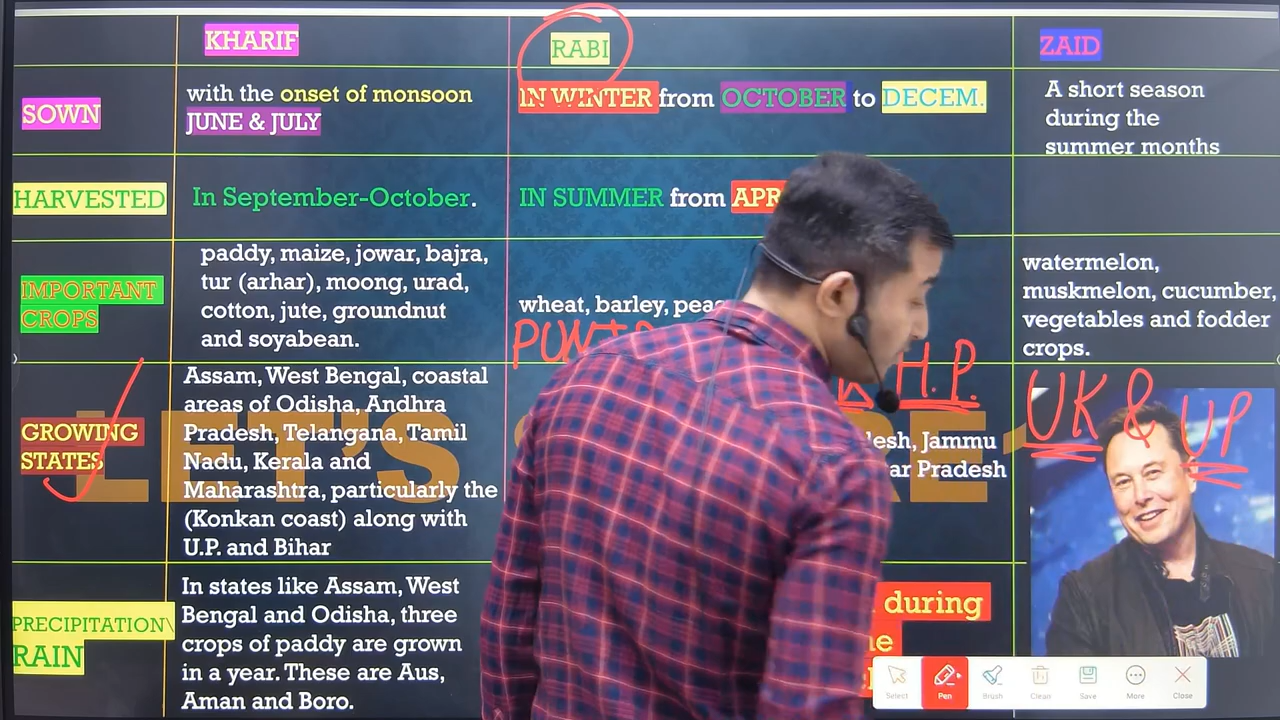 KHARIF
RABI
ZAID
SOWN
with the onset of monsoon
JUNE & JULY
IN WINTER from OCTOBER to DECEM.
A short season
during the
summer months
HARVESTED
In September-October.
IN SUMMER from APR
IMPORTANT
CROPS
paddy, maize, jowar, bajra,
tur (arhar), moong, urad,
cotton, jute, groundnut
and soyabean.
wheat, barley, peas
watermelon,
muskmelon, cucumber,
vegetables and fodder
crops.
H.P.
UK & UP
GROWING
STATES
Assam, West Bengal, coastal
areas of Odisha, Andhra
Pradesh, Telangana, Tamil
Nadu, Kerala and
Maharashtra, particularly the
(Konkan coast) along with
U.P. and Bihar
LET'S
desh, Jammu
ar Pradesh
PRECIPITATION\
RAIN
In states like Assam, West
Bengal and Odisha, three
crops of paddy are grown
in a year. These are Aus,
Aman and Boro.
during
Select
Pen
Brush
Clean
Save
More
Close